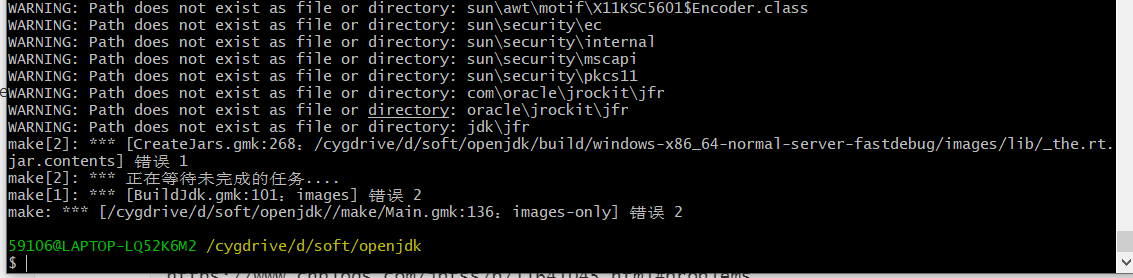 WARNING: Path does not exist as file or directory: sun\awt\motif\X11KSC5601$Encoder.class
WARNING: Path does not exist as file or directory: sun\security\ec
WARNING: Path does not exist as file or directory: sun\security\internal
WARNING: Path does not exist as file or directory: sun\security\mscapi
WARNING: Path does not exist as file or directory: sun\security\pkcs11
WARNING: Path does not exist as file or directory: com\oracle\jrockit\jfr
WARNING: Path does not exist as file or directory: oracle\jrockit\jfr
WARNING: Path does not exist as file or directory: jdk\jfr
make[2]: *** [CreateJars.gmk:268：/cygdrive/d/soft/openjdk/build/windows-x86_64-normal-server-fastdebug/images/lib/_the.rt.
jar.contents] 错误 1
make[2]: *** 正在等待未完成的任务....
make[1]: *** [BuildJdk.gmk:101：images] 错误 2
make: *** [/cygdrive/d/soft/openjdk//make/Main.gmk:136：images-only] 错误 2
59106@LAPTOP-LQ52K6M2 /cygdrive/d/soft/openjdk
$